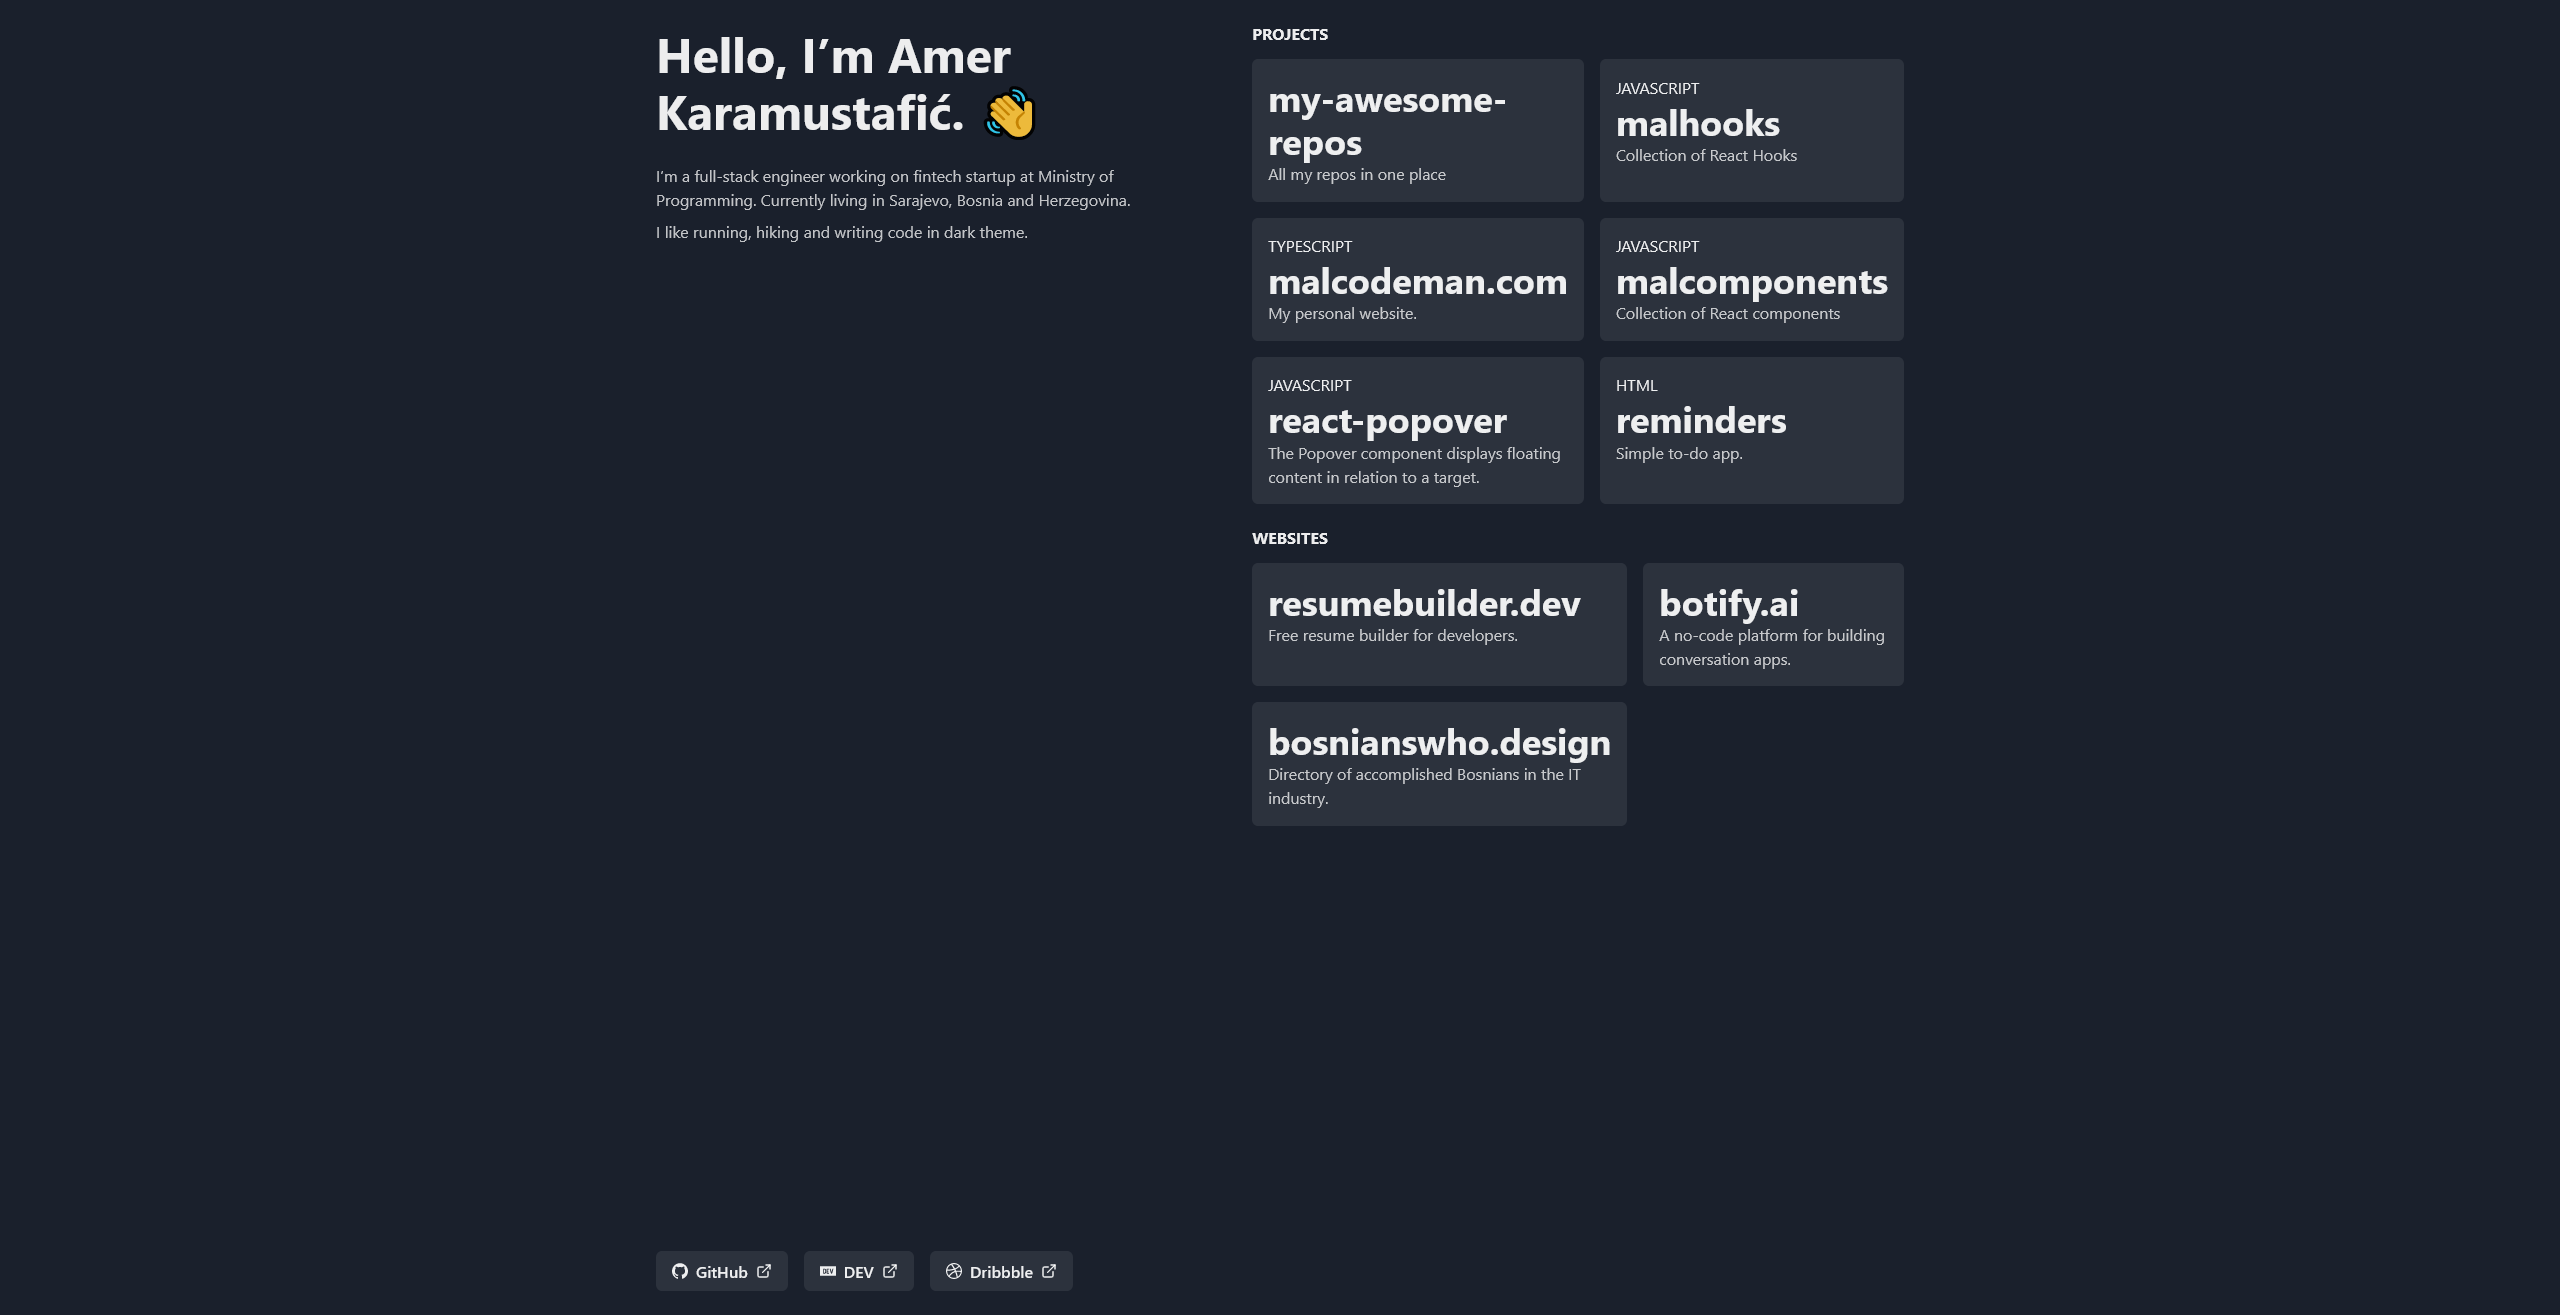 Hello, I’m Amer
Karamustafić. 👋
I’m a full-stack engineer working on fintech startup at Ministry of
Programming. Currently living in Sarajevo, Bosnia and Herzegovina.
I like running, hiking and writing code in dark theme.
GitHub
DEV DEV
Dribbble
PROJECTS
my-awesome-
repos
All my repos in one place
JAVASCRIPT
malhooks
Collection of React Hooks
TYPESCRIPT
malcodeman.com
My personal website.
JAVASCRIPT
malcomponents
Collection of React components
JAVASCRIPT
react-popover
The Popover component displays floating
content in relation to a target.
HTML
reminders
Simple to-do app.
WEBSITES
resumebuilder.dev
Free resume builder for developers.
botify.ai
A no-code platform for building
conversation apps.
bosnianswho.design
Directory of accomplished Bosnians in the IT
industry.